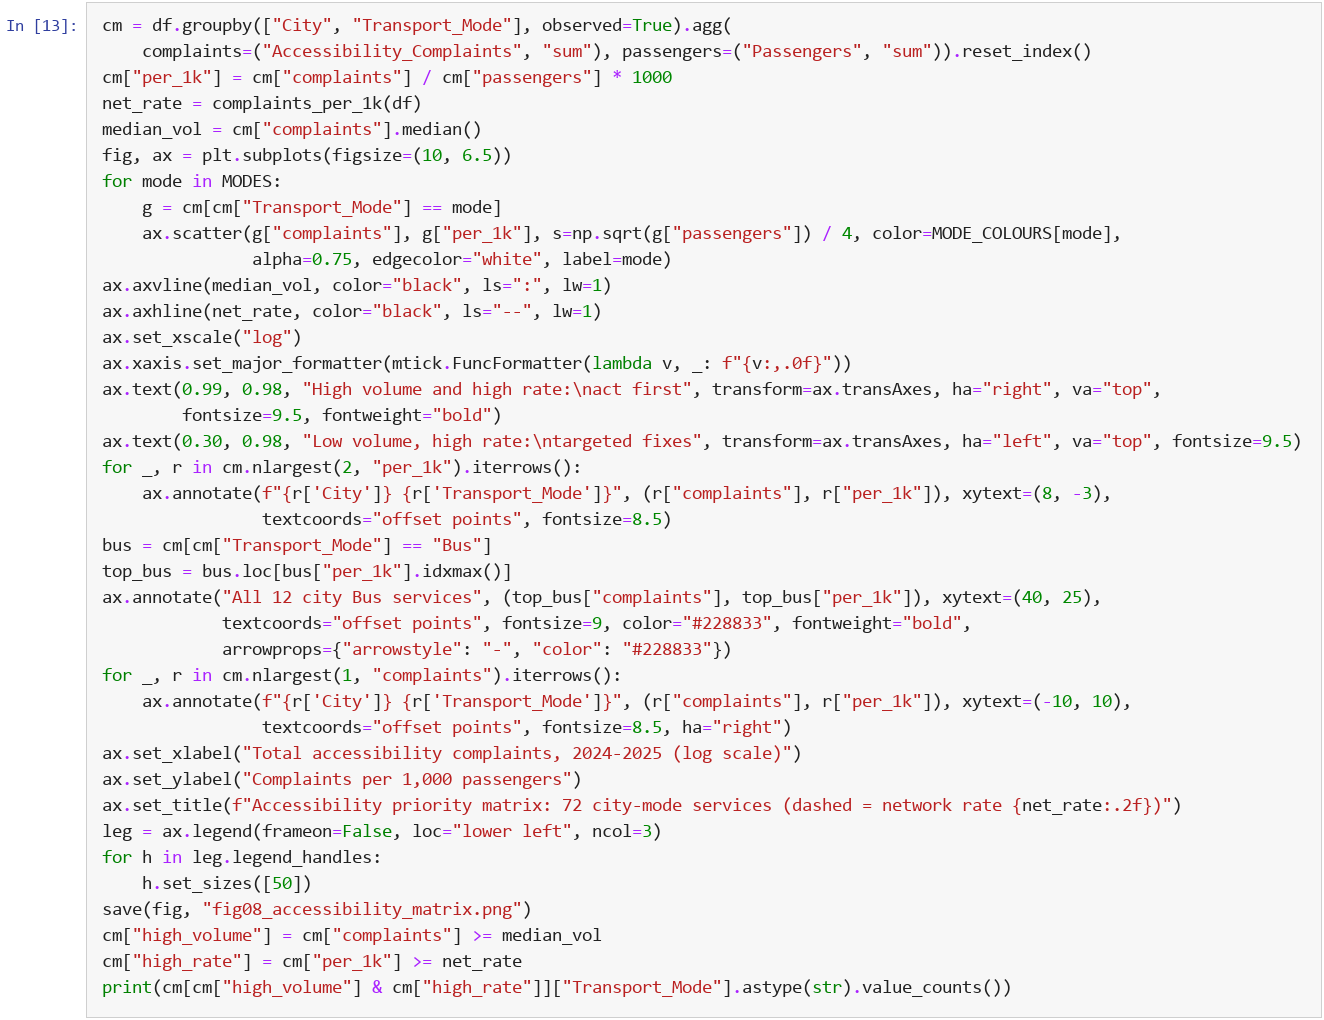 In [13]:
cm = df.groupby(["City", "Transport_Mode"], observed=True).agg(
    complaints=("Accessibility_Complaints", "sum"), passengers=("Passengers", "sum")).reset_index()
cm["per_1k"] = cm["complaints"] / cm["passengers"] * 1000
net_rate = complaints_per_1k(df)
median_vol = cm["complaints"].median()
fig, ax = plt.subplots(figsize=(10, 6.5))
for mode in MODES:
    g = cm[cm["Transport_Mode"] == mode]
    ax.scatter(g["complaints"], g["per_1k"], s=np.sqrt(g["passengers"]) / 4, color=MODE_COLOURS[mode],
               alpha=0.75, edgecolor="white", label=mode)
ax.axvline(median_vol, color="black", ls=":", lw=1)
ax.axhline(net_rate, color="black", ls="--", lw=1)
ax.set_xscale("log")
ax.xaxis.set_major_formatter(mtick.FuncFormatter(lambda v, _: f"{v:,.0f}"))
ax.text(0.99, 0.98, "High volume and high rate:\nact first", transform=ax.transAxes, ha="right", va="top",
        fontsize=9.5, fontweight="bold")
ax.text(0.30, 0.98, "Low volume, high rate:\ntargeted fixes", transform=ax.transAxes, ha="left", va="top", fontsize=9.5)
for _, r in cm.nlargest(2, "per_1k").iterrows():
    ax.annotate(f"{r['City']} {r['Transport_Mode']}", (r["complaints"], r["per_1k"]), xytext=(8, -3),
                textcoords="offset points", fontsize=8.5)
bus = cm[cm["Transport_Mode"] == "Bus"]
top_bus = bus.loc[bus["per_1k"].idxmax()]
ax.annotate("All 12 city Bus services", (top_bus["complaints"], top_bus["per_1k"]), xytext=(40, 25),
            textcoords="offset points", fontsize=9, color="#228833", fontweight="bold",
            arrowprops={"arrowstyle": "-", "color": "#228833"})
for _, r in cm.nlargest(1, "complaints").iterrows():
    ax.annotate(f"{r['City']} {r['Transport_Mode']}", (r["complaints"], r["per_1k"]), xytext=(-10, 10),
                textcoords="offset points", fontsize=8.5, ha="right")
ax.set_xlabel("Total accessibility complaints, 2024-2025 (log scale)")
ax.set_ylabel("Complaints per 1,000 passengers")
ax.set_title(f"Accessibility priority matrix: 72 city-mode services (dashed = network rate {net_rate:.2f})")
leg = ax.legend(frameon=False, loc="lower left", ncol=3)
for h in leg.legend_handles:
    h.set_sizes([50])
save(fig, "fig08_accessibility_matrix.png")
cm["high_volume"] = cm["complaints"] >= median_vol
cm["high_rate"] = cm["per_1k"] >= net_rate
print(cm[cm["high_volume"] & cm["high_rate"]]["Transport_Mode"].astype(str).value_counts())